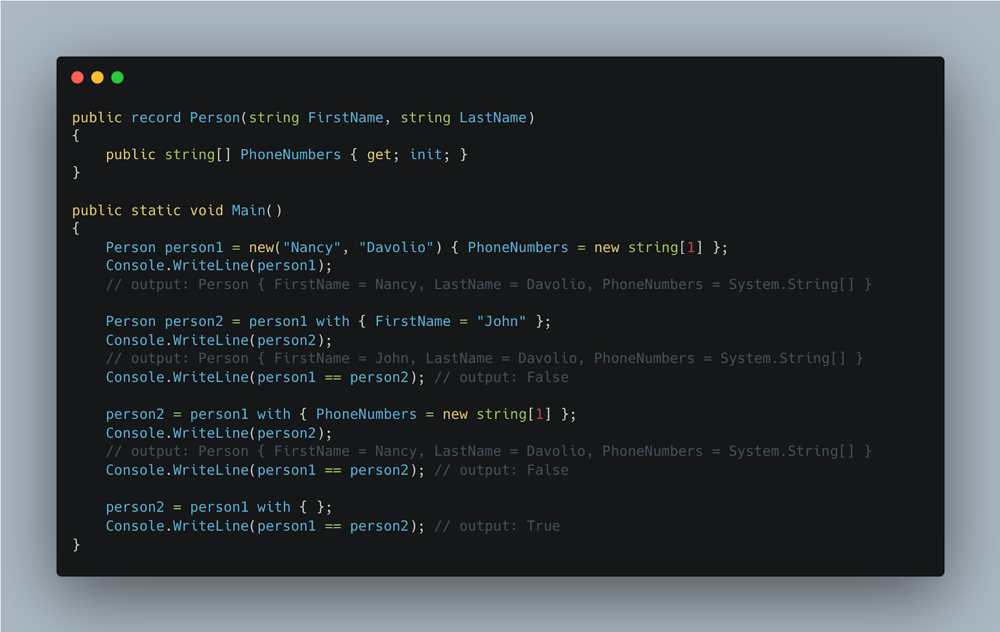 public record Person(string FirstName, string LastName)
{
    public string[] PhoneNumbers { get; init; }
}

public static void Main()
{
    Person person1 = new("Nancy", "Davolio") { PhoneNumbers = new string[1] };
    Console.WriteLine(person1);
    // output: Person { FirstName = Nancy, LastName = Davolio, PhoneNumbers = System.String[] }

    Person person2 = person1 with { FirstName = "John" };
    Console.WriteLine(person2);
    // output: Person { FirstName = John, LastName = Davolio, PhoneNumbers = System.String[] }
    Console.WriteLine(person1 == person2); // output: False

    person2 = person1 with { PhoneNumbers = new string[1] };
    Console.WriteLine(person2);
    // output: Person { FirstName = Nancy, LastName = Davolio, PhoneNumbers = System.String[] }
    Console.WriteLine(person1 == person2); // output: False

    person2 = person1 with { };
    Console.WriteLine(person1 == person2); // output: True
}